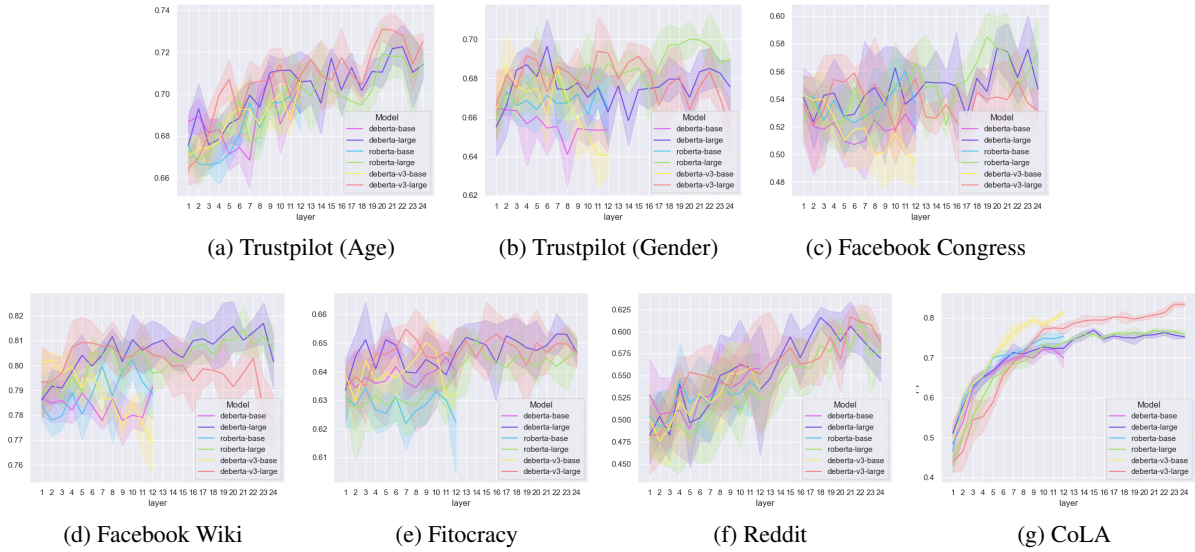 0.74
0.72
0.70
0.68
0.66
Model
deberta-base
deberta-large
roberta-base
roberta-large
deberta-v3-base
deberta-v3-large
1 2 3 4 5 6 7 8 9 10 11 12 13 14 15 16 17 18 19 20 21 22 23 24
layer
(a) Trustpilot (Age)
0.70
0.68
0.66
0.64
0.62
Model
deberta-base
deberta-large
roberta-base
roberta-large
deberta-v3-base
deberta-v3-large
1 2 3 4 5 6 7 8 9 10 11 12 13 14 15 16 17 18 19 20 21 22 23 24
layer
(b) Trustpilot (Gender)
0.60
0.58
0.56
0.54
0.52
0.50
0.48
Model
deberta-base
deberta-large
roberta-base
roberta-large
deberta-v3-base
deberta-v3-large
1 2 3 4 5 6 7 8 9 10 11 12 13 14 15 16 17 18 19 20 21 22 23 24
layer
(c) Facebook Congress
0.82
0.81
0.80
0.79
0.78
0.77
0.76
Model
deberta-base
deberta-large
roberta-base
roberta-large
deberta-v3-base
deberta-v3-large
1 2 3 4 5 6 7 8 9 10 11 12 13 14 15 16 17 18 19 20 21 22 23 24
layer
(d) Facebook Wiki
0.66
0.65
0.64
0.63
0.62
0.61
Model
deberta-base
deberta-large
roberta-base
roberta-large
deberta-v3-base
deberta-v3-large
1 2 3 4 5 6 7 8 9 10 11 12 13 14 15 16 17 18 19 20 21 22 23 24
layer
(e) Fitocracy
0.625
0.600
0.575
0.550
0.525
0.500
0.475
0.450
Model
deberta-base
deberta-large
roberta-base
roberta-large
deberta-v3-base
deberta-v3-large
1 2 3 4 5 6 7 8 9 10 11 12 13 14 15 16 17 18 19 20 21 22 23 24
layer
(f) Reddit
0.8
0.7
0.6
0.5
0.4
Model
deberta-base
deberta-large
roberta-base
roberta-large
deberta-v3-base
deberta-v3-large
1 2 3 4 5 6 7 8 9 10 11 12 13 14 15 16 17 18 19 20 21 22 23 24
layer
(g) CoLA